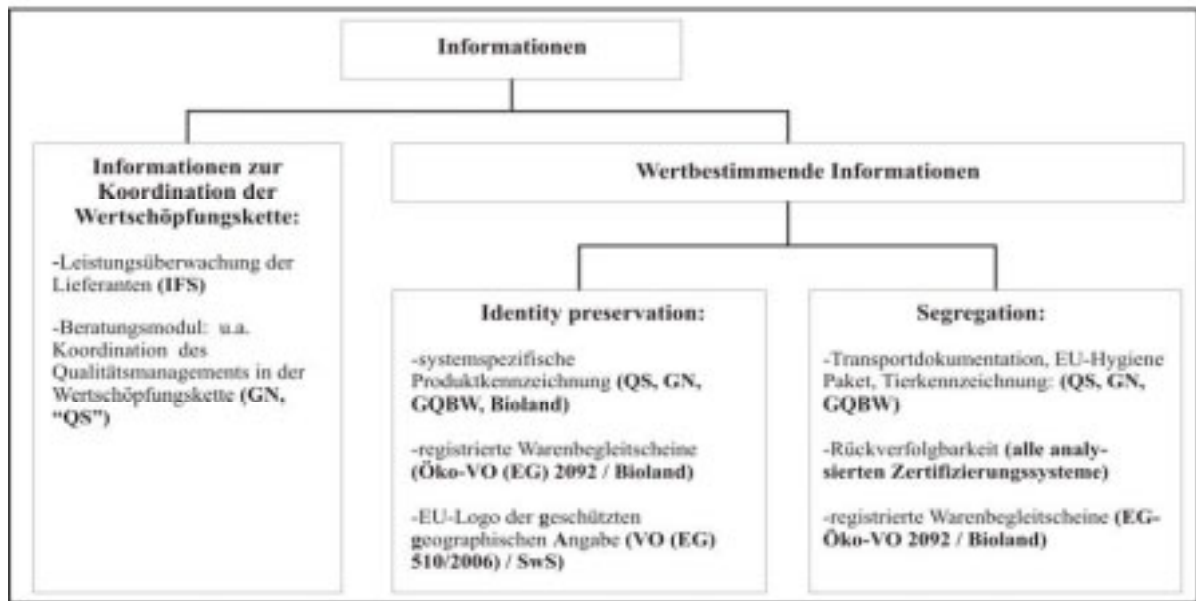 Informationen
Informationen zur
Koordination der
Wertschöpfungskette:
-Leistungsüberwachung der
Lieferanten (IFS)
-Beratungsmodul: u.a.
Koordination des
Qualitätsmanagements in der
Wertschöpfungskette (GN,
“QS”)
Wertbestimmende Informationen
Identity preservation:
-systemspezifische
Produktkennzeichnung (QS, GN,
GQBW, Bioland)
-registrierte Warenbegleitscheine
(Öko-VO (EG) 2092 / Bioland)
-EU-Logo der geschützten
geographischen Angabe (VO (EG)
510/2006) / SwS)
Segregation:
-Transportdokumentation, EU-Hygiene
Paket, Tierkennzeichnung: (QS, GN,
GQBW)
-Rückverfolgbarkeit (alle analy-
sierten Zertifizierungssysteme)
-registrierte Warenbegleitscheine (EG-
Öko-VO 2092 / Bioland)